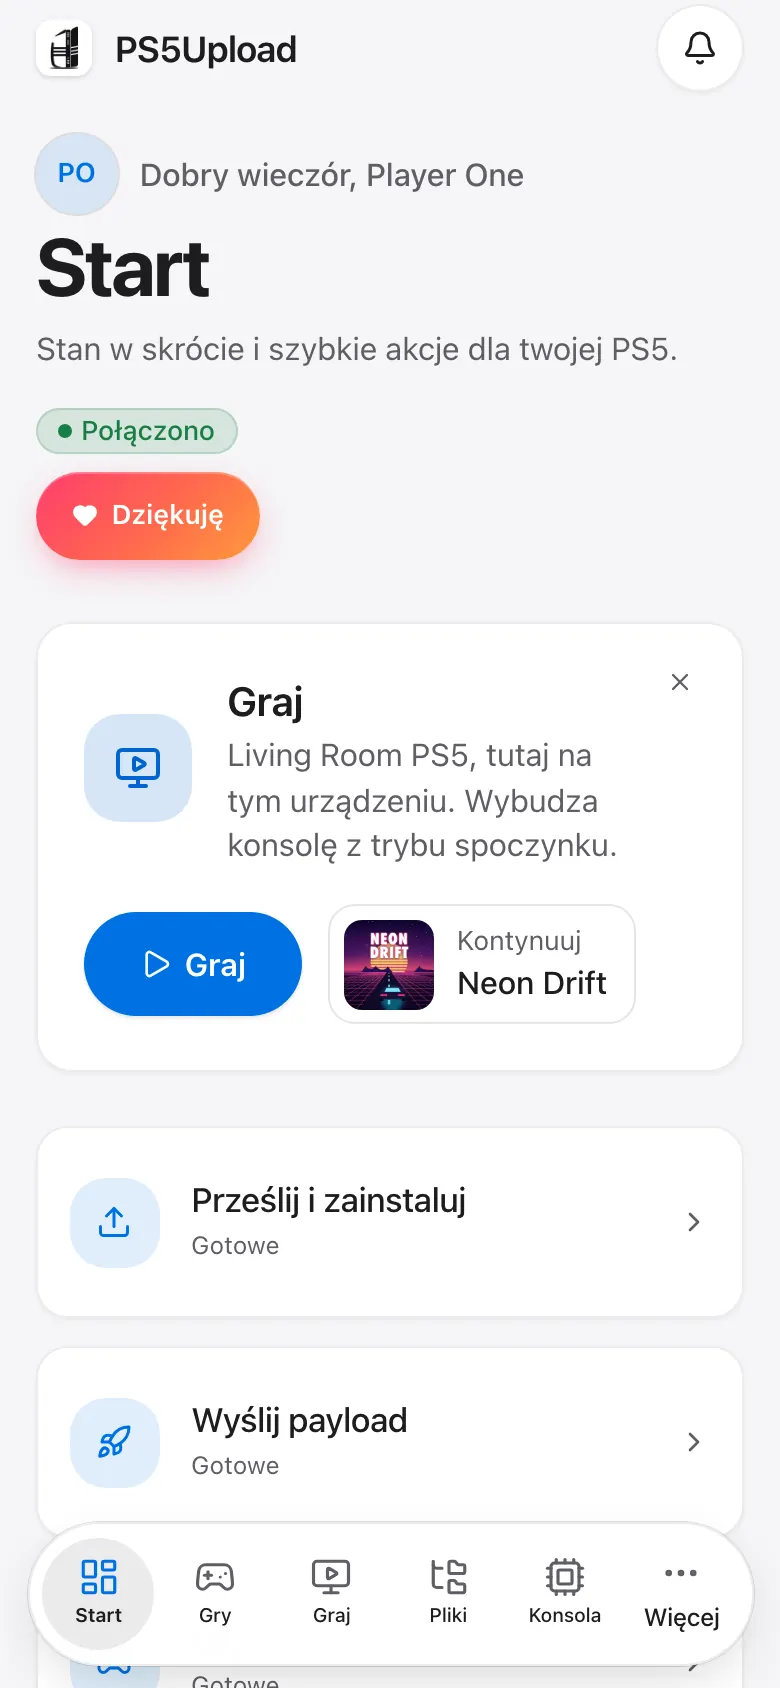 PS5Upload
PO
Dobry wieczór, Player One
Start
Stan w skrócie i szybkie akcje dla twojej PS5.
Połączono
Dziękuję
Graj
Living Room PS5, tutaj na
tym urządzeniu. Wybudza
konsolę z trybu spoczynku.
Graj
NEON
DRIFT
Kontynuuj
Neon Drift
Prześlij i zainstaluj
Gotowe
Wyślij payload
Gotowe
Start
Gry
Graj
Pliki
Konsola
Więcej
Gotowe